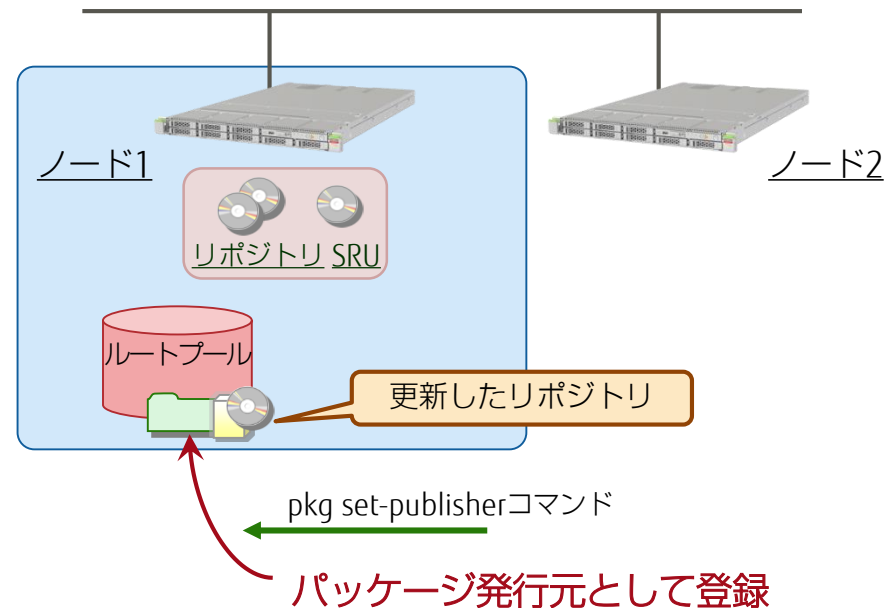 ノード1
ノード2
リポジトリ SRU
ルートプール
更新したリポジトリ
pkg set-publisherコマンド
パッケージ発行元として登録